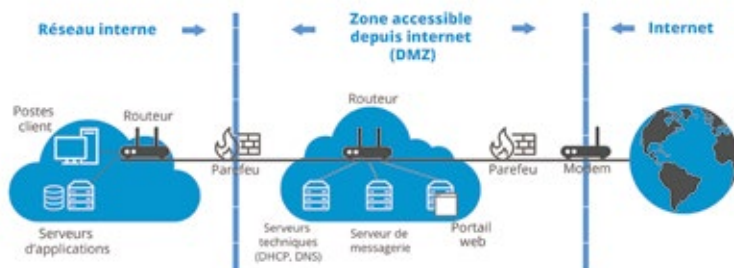 Réseau interne
Zone accessible
depuis internet
(DMZ)
Internet
Postes
client
Routeur
Routeur
Parefeu
Parefeu
Modem
Serveurs
d'applications
Serveurs
techniques
(DHCP, DNS)
Serveur de
messagerie
Portail
web